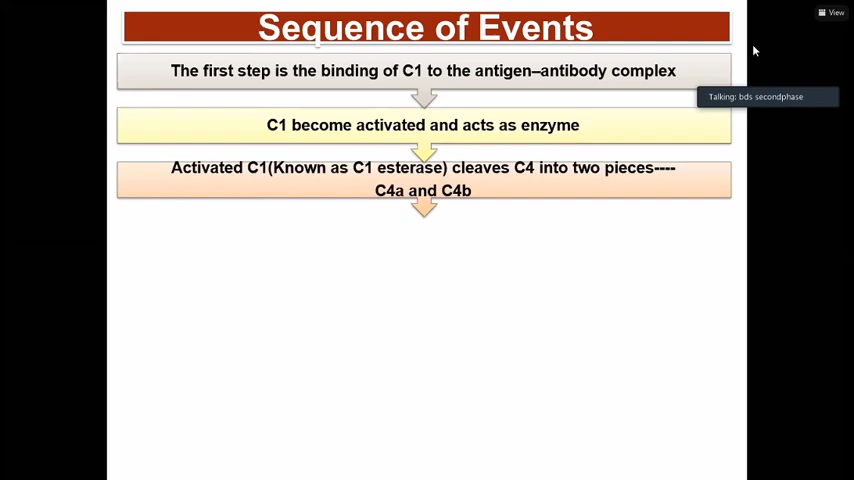 Sequence of Events
View
The first step is the binding of C1 to the antigen–antibody complex
Talking: bds secondphase
C1 become activated and acts as enzyme
Activated C1(Known as C1 esterase) cleaves C4 into two pieces----
C4a and C4b